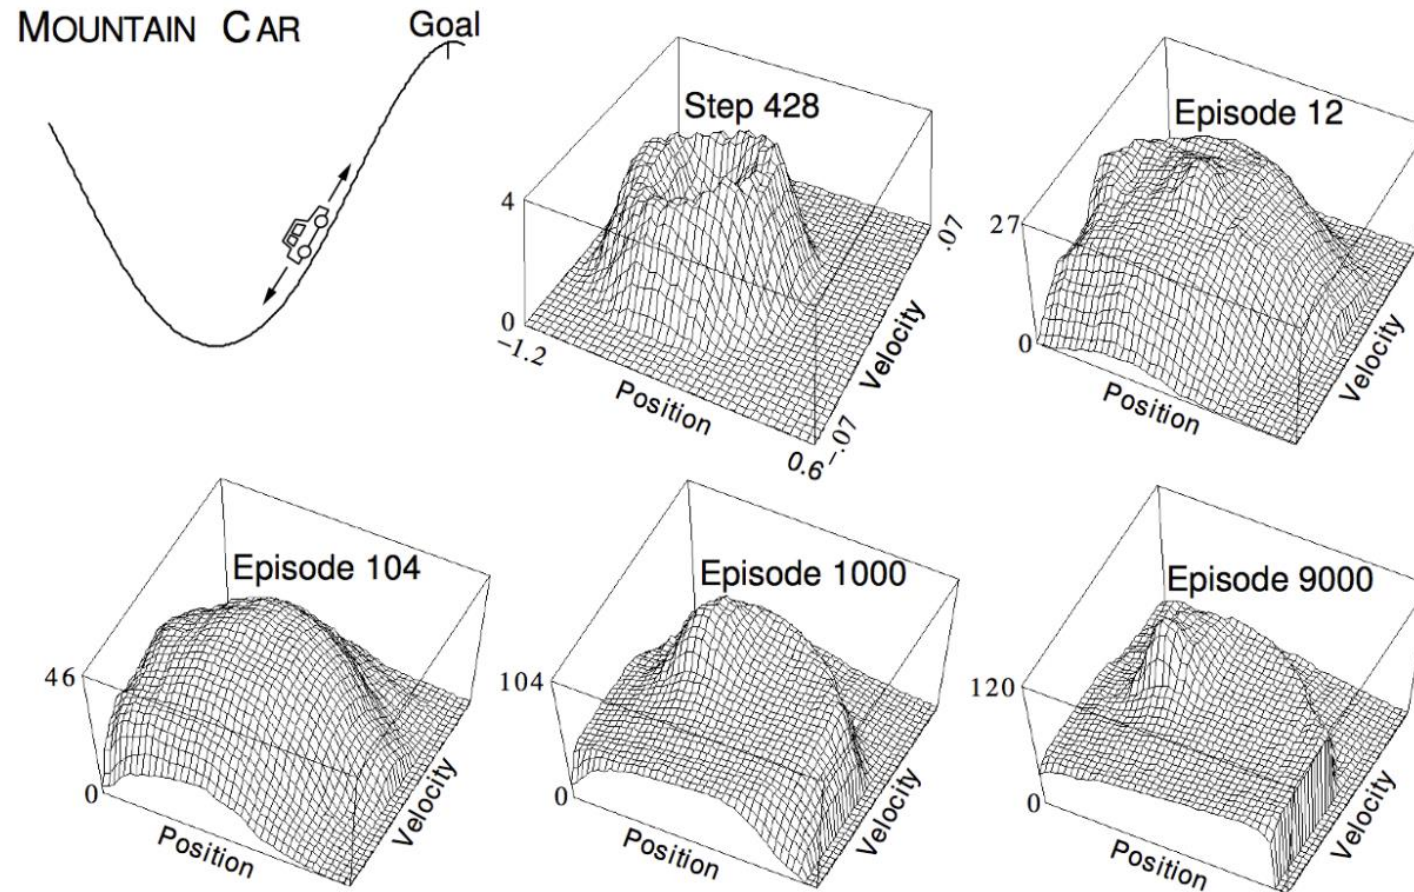 MOUNTAIN CAR
Goal
Step 428
4
0
−1.2
Position
0.6
−.07
Velocity
.07
Episode 12
27
0
Position
Velocity
Episode 104
46
0
Position
Velocity
Episode 1000
104
0
Position
Velocity
Episode 9000
120
0
Position
Velocity